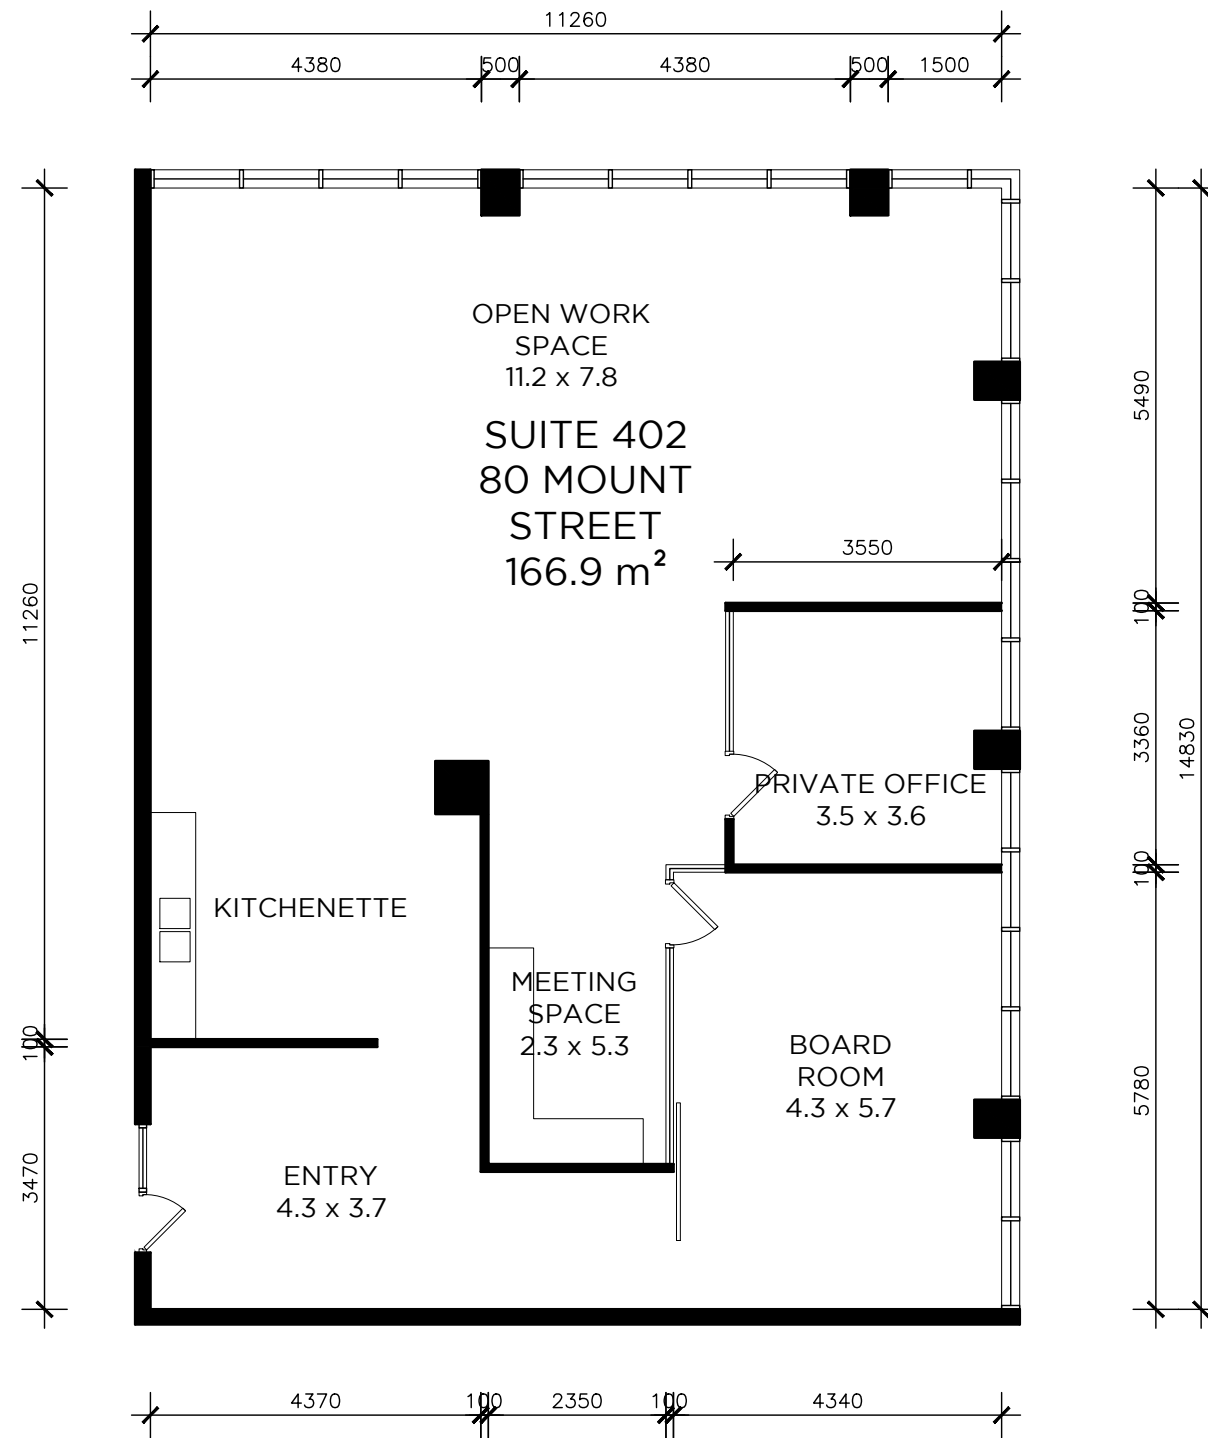 11260
4380
500
4380
500
1500
OPEN WORK
SPACE
11.2 x 7.8
SUITE 402
80 MOUNT
STREET
166.9 m²
3550
5490
100
3360
14830
100
5780
11260
100
3470
PRIVATE OFFICE
3.5 x 3.6
KITCHENETTE
MEETING
SPACE
2.3 x 5.3
BOARD
ROOM
4.3 x 5.7
ENTRY
4.3 x 3.7
4370
100
2350
100
4340